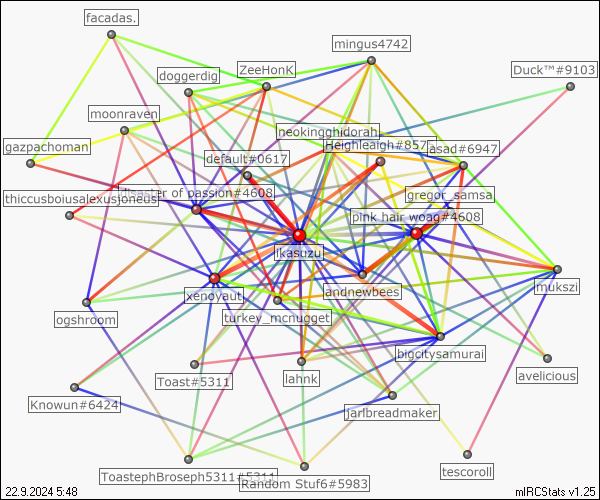 facadas.
mingus4742
ZeeHonK
doggerdig
Duck™#9103
moonraven
neokingghidorah
gazpachoman
Heighleaigh#857
asad#6947
default#0617
thiccusboiusalexusjoneus
of passion#4608
gregor_samsa
pink hair woag#4608
ikasuzu
mukszi
xenoyaut
andnewbees
ogshroom
turkey_mcnugget
bigcitysamurai
Toast#5311
lahnk
avelicious
Knowun#6424
jarlbreadmaker
ToastephBroseph5311#5311
Random Stuf6#5983
tescoroll
22.9.2024 5:48
mIRCStats v1.25